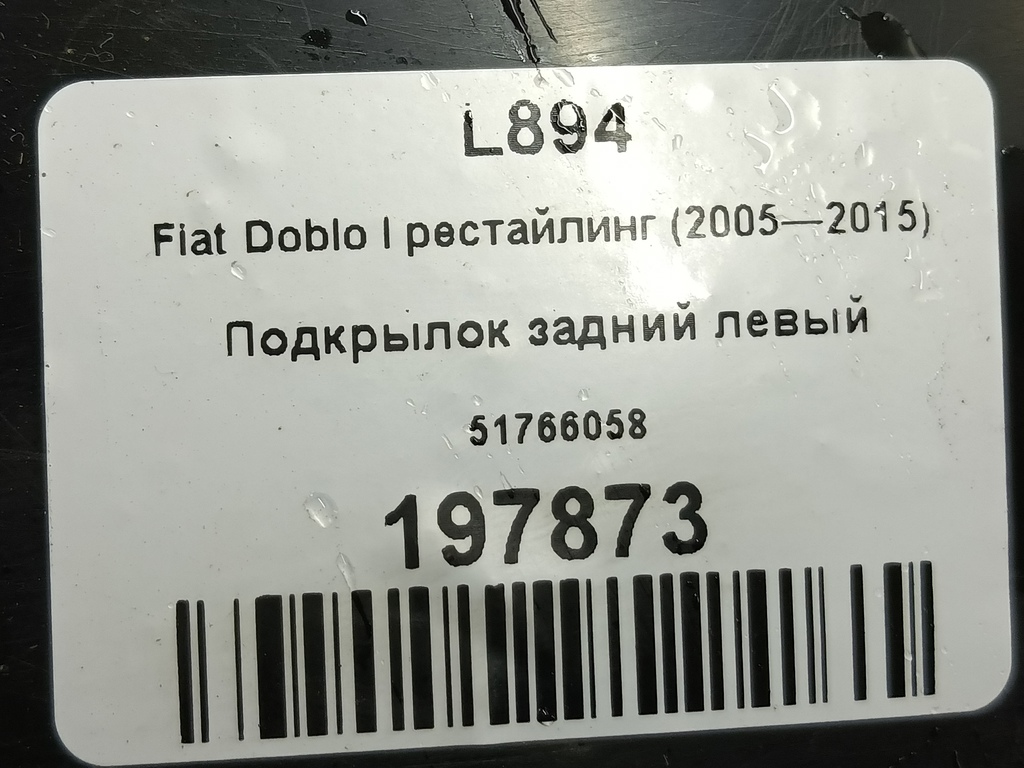 L894
Fiat Doblo I рестайлинг (2005—2015)
Подкрылок задний левый
51766058
197873